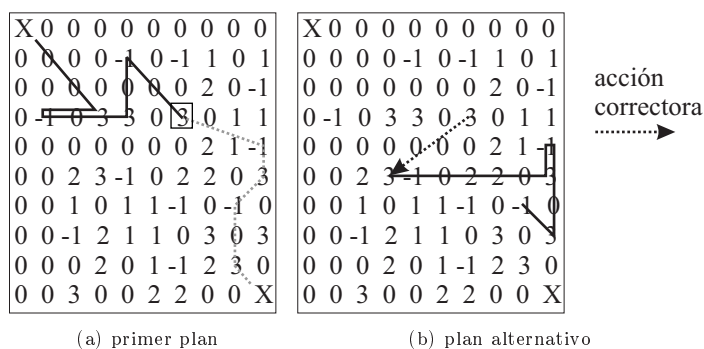 X 0 0 0 0 0 0 0 0 0
0 0 0 0 -1 0 -1 1 0 1
0 0 0 0 0 0 0 2 0 -1
0 -1 0 3 3 0 3 0 1 1
0 0 0 0 0 0 0 2 1 -1
0 0 2 3 -1 0 2 2 0 3
0 0 1 0 1 1 -1 0 -1 0
0 0 -1 2 1 1 0 3 0 3
0 0 0 2 0 1 -1 2 3 0
0 0 3 0 0 2 2 0 0 X
(a) primer plan
X 0 0 0 0 0 0 0 0 0
0 0 0 0 -1 0 -1 1 0 1
0 0 0 0 0 0 0 2 0 -1
0 -1 0 3 3 0 3 0 1 1
0 0 0 0 0 0 0 2 1 -1
0 0 2 3 -1 0 2 2 0 3
0 0 1 0 1 1 -1 0 -1 0
0 0 -1 2 1 1 0 3 0 3
0 0 0 2 0 1 -1 2 3 0
0 0 3 0 0 2 2 0 0 X
(b) plan alternativo
acción
correctora